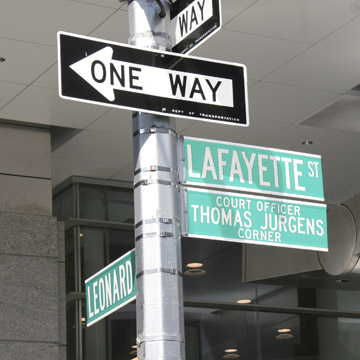 WAY
ONE WAY
DEPT OF TRANSPORTATION
LAFAYETTE ST
COURT OFFICER
THOMAS JURGENS
CORNER
LEONARD